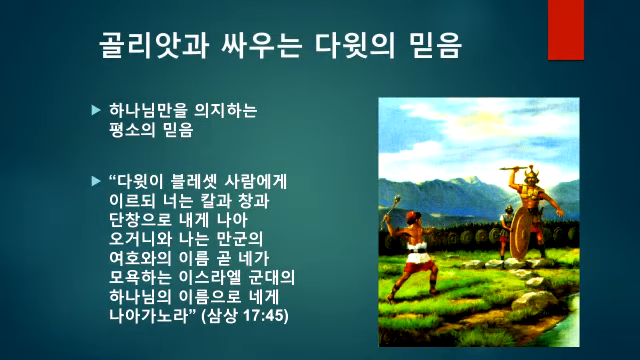 골리앗과 싸우는 다윗의 믿음
하나님만을 의지하는
평소의 믿음
“다윗이 블레셋 사람에게
이르되 너는 칼과 창과
단창으로 내게 나아
오거니와 나는 만군의
여호와의 이름 곧 네가
모욕하는 이스라엘 군대의
하나님의 이름으로 네게
나아가노라” (삼상 17:45)